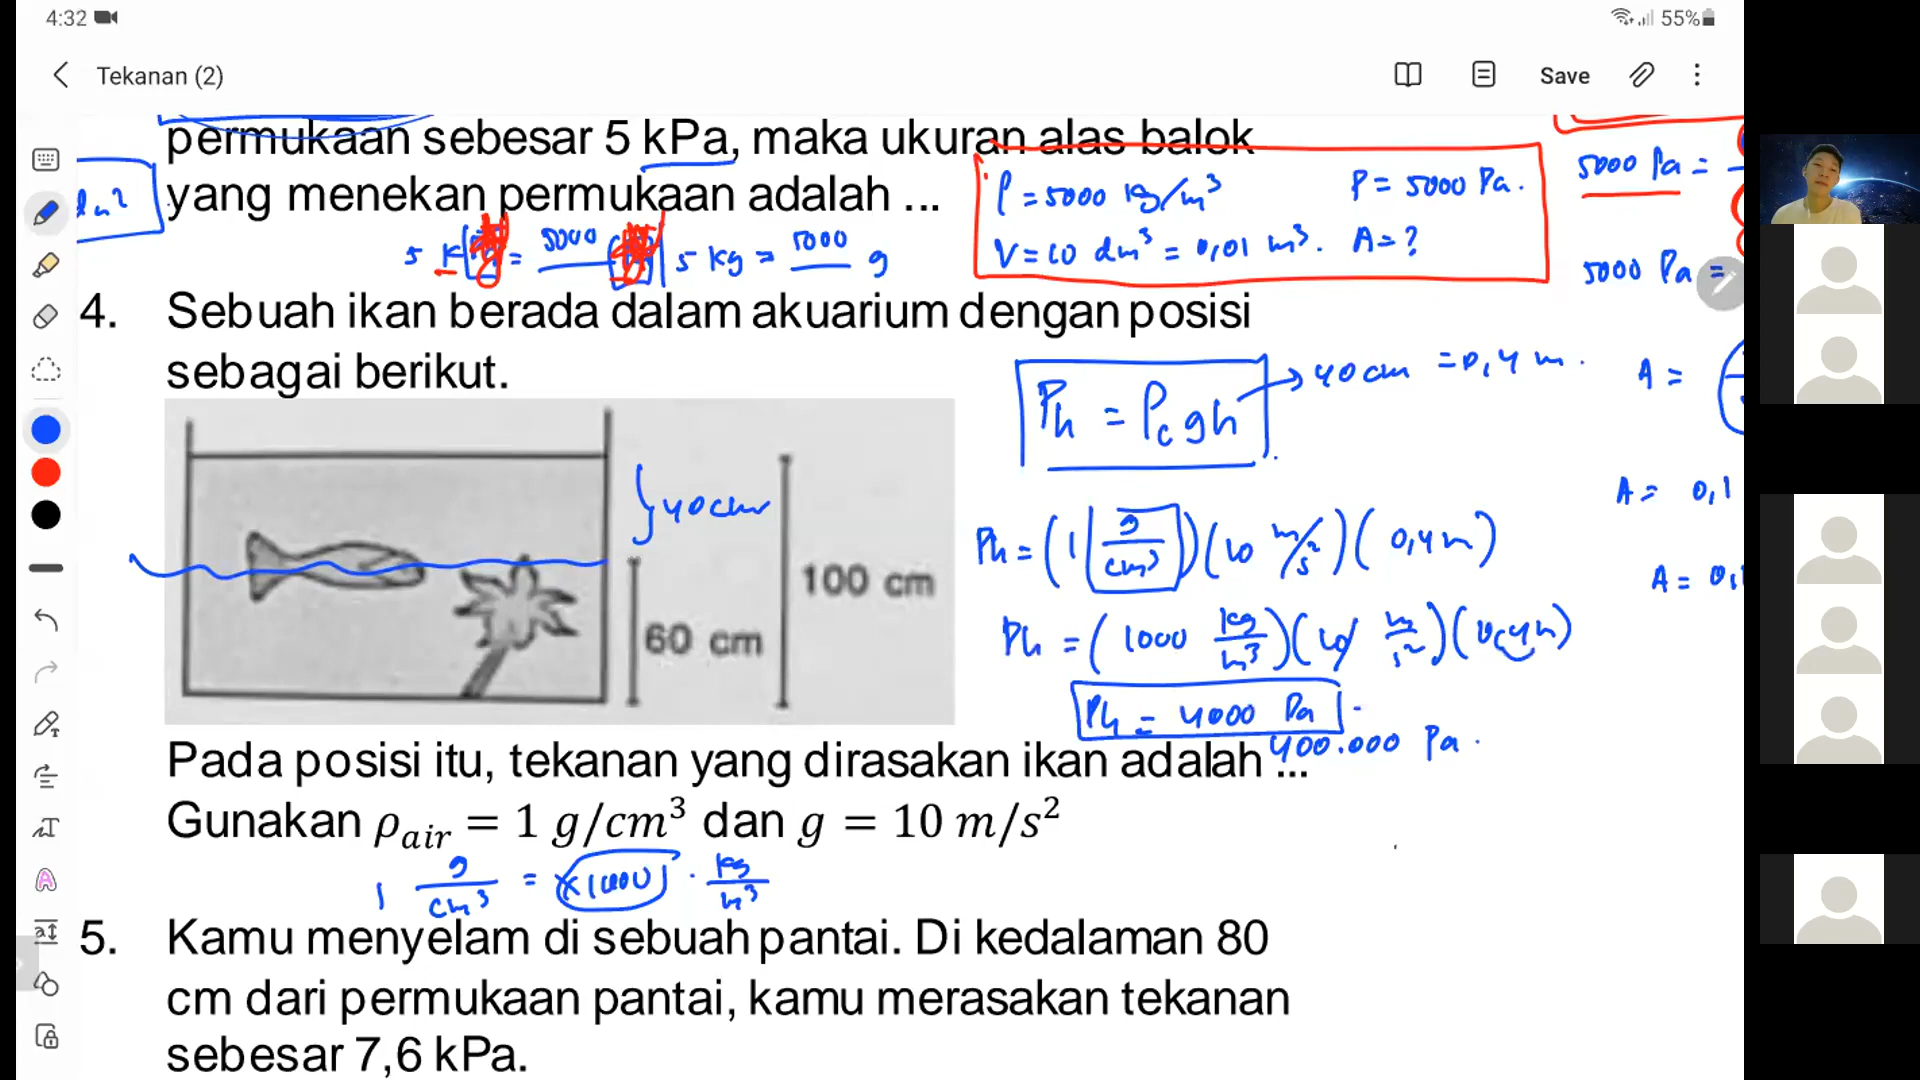 4:32
55%
Tekanan (2)
Save
permukaan sebesar 5 kPa, maka ukuran alas balok
yang menekan permukaan adalah ...
ρ = 5000 kg/m³ P = 5000 Pa.
V = 10 dm³ = 0,01 m³. A = ?
5000 Pa =
5000 Pa =
5 k = 5000
5 kg = 5000 g
4. Sebuah ikan berada dalam akuarium dengan posisi
sebagai berikut.
Ph = ρc g h → 40 cm = 0,4 m.
A =
40 cm
100 cm
60 cm
Ph = (1 g/cm³)(10 m/s²)(0,4 m)
A = 0,1
Ph = (1000 kg/m³)(10 m/s²)(0,4 m)
A = 0,1
Ph = 4000 Pa
400.000 Pa.
Pada posisi itu, tekanan yang dirasakan ikan adalah ...
Gunakan ρair = 1 g/cm³ dan g = 10 m/s²
1 g/cm³ = x 1000 . kg/m³
5. Kamu menyelam di sebuah pantai. Di kedalaman 80
cm dari permukaan pantai, kamu merasakan tekanan
sebesar 7,6 kPa.